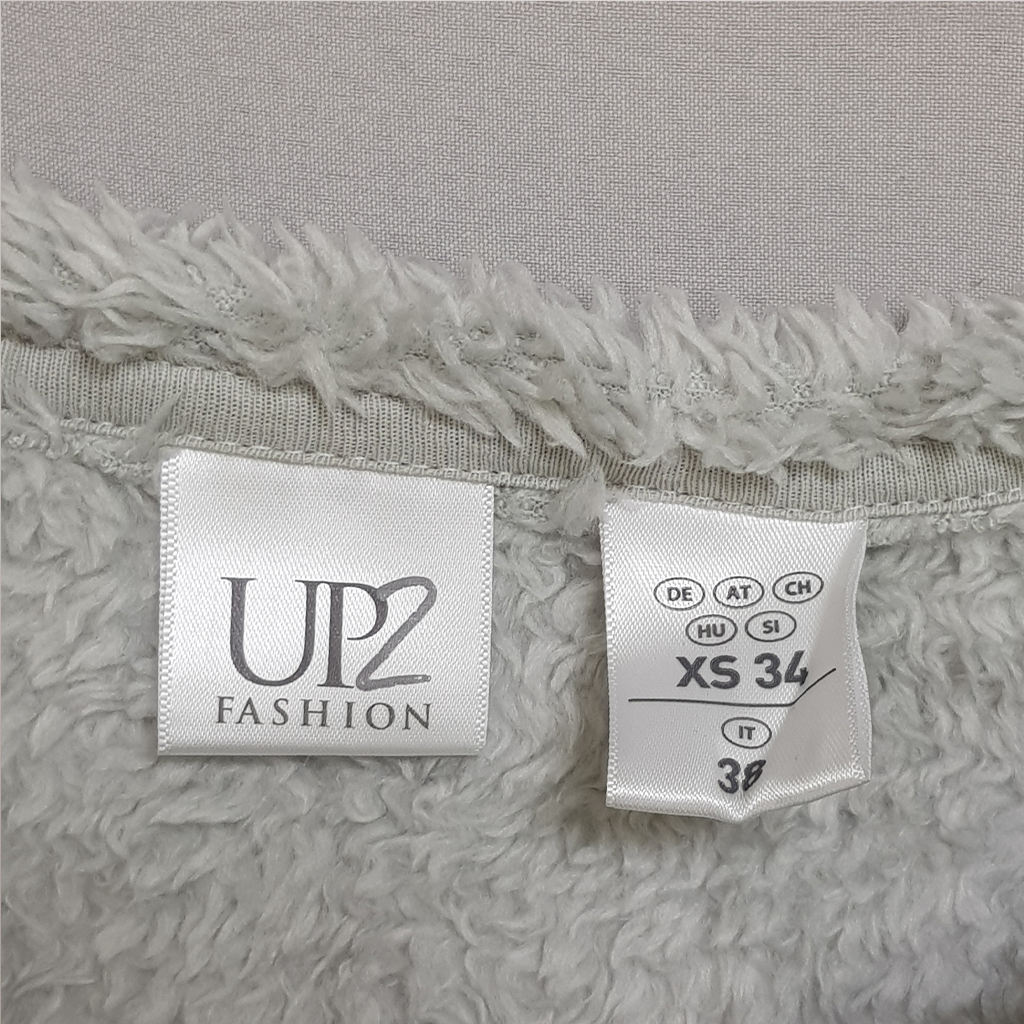 UP2
FASHION
DE AT CH
HU SI
XS 34
IT
38